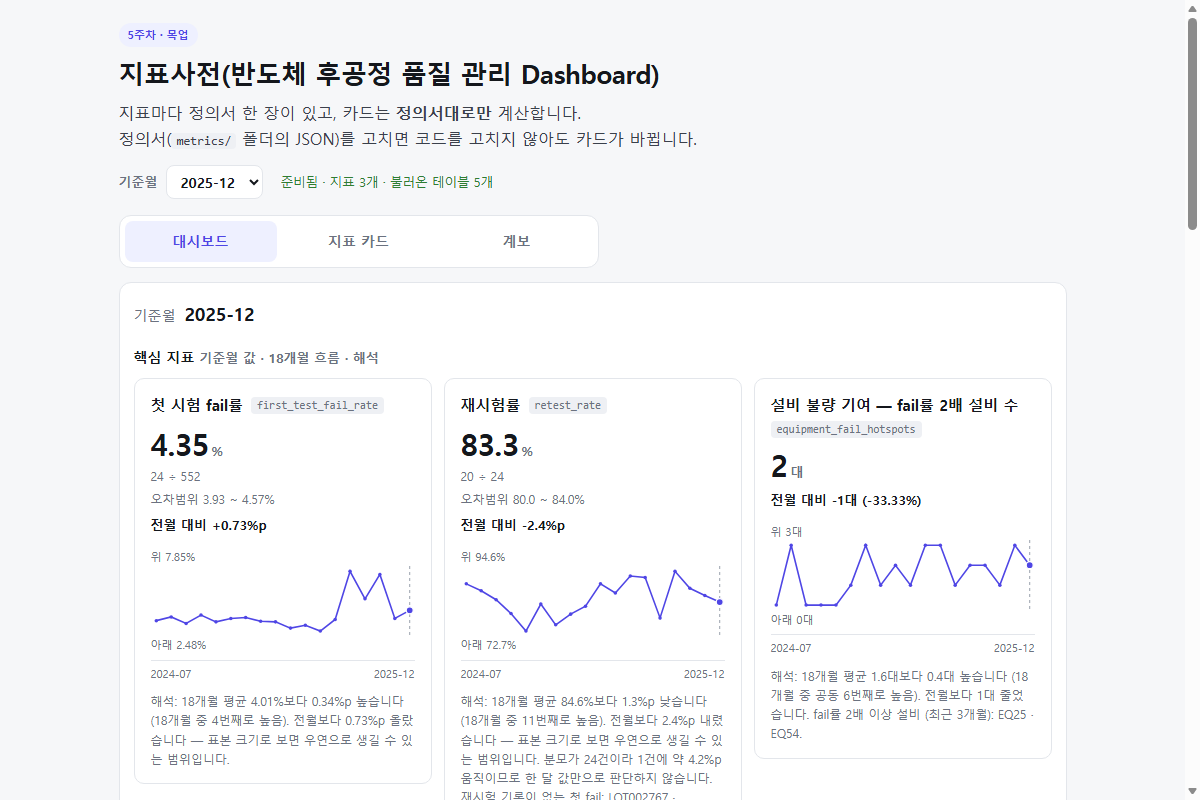 5주차 · 목업
지표사전(반도체 후공정 품질 관리 Dashboard)
지표마다 정의서 한 장이 있고, 카드는 정의서대로만 계산합니다.
정의서( metrics/ 폴더의 JSON)를 고치면 코드를 고치지 않아도 카드가 바뀝니다.
기준월 2025-12 준비됨 · 지표 3개 · 불러온 테이블 5개
대시보드 지표 카드 계보
기준월 2025-12
핵심 지표 기준월 값 · 18개월 흐름 · 해석
첫 시험 fail률 first_test_fail_rate
4.35 %
24 ÷ 552
오차범위 3.93 ~ 4.57%
전월 대비 +0.73%p
위 7.85%
아래 2.48%
2024-07 2025-12
해석: 18개월 평균 4.01%보다 0.34%p 높습니다
(18개월 중 4번째로 높음). 전월보다 0.73%p 올랐
습니다 — 표본 크기로 보면 우연으로 생길 수 있
는 범위입니다.
재시험률 retest_rate
83.3 %
20 ÷ 24
오차범위 80.0 ~ 84.0%
전월 대비 -2.4%p
위 94.6%
아래 72.7%
2024-07 2025-12
해석: 18개월 평균 84.6%보다 1.3%p 낮습니다
(18개월 중 11번째로 높음). 전월보다 2.4%p 내렸
습니다 — 표본 크기로 보면 우연으로 생길 수 있
는 범위입니다. 분모가 24건이라 1건에 약 4.2%p
움직이므로 한 달 값만으로 판단하지 않습니다.
재시험 기록이 없는 첫 fail: LOT002767 ·
설비 불량 기여 — fail률 2배 설비 수
equipment_fail_hotspots
2 대
전월 대비 -1대 (-33.33%)
위 3대
아래 0대
2024-07 2025-12
해석: 18개월 평균 1.6대보다 0.4대 높습니다 (18
개월 중 공동 6번째로 높음). 전월보다 1대 줄었
습니다. fail률 2배 이상 설비 (최근 3개월): EQ25 ·
EQ54.